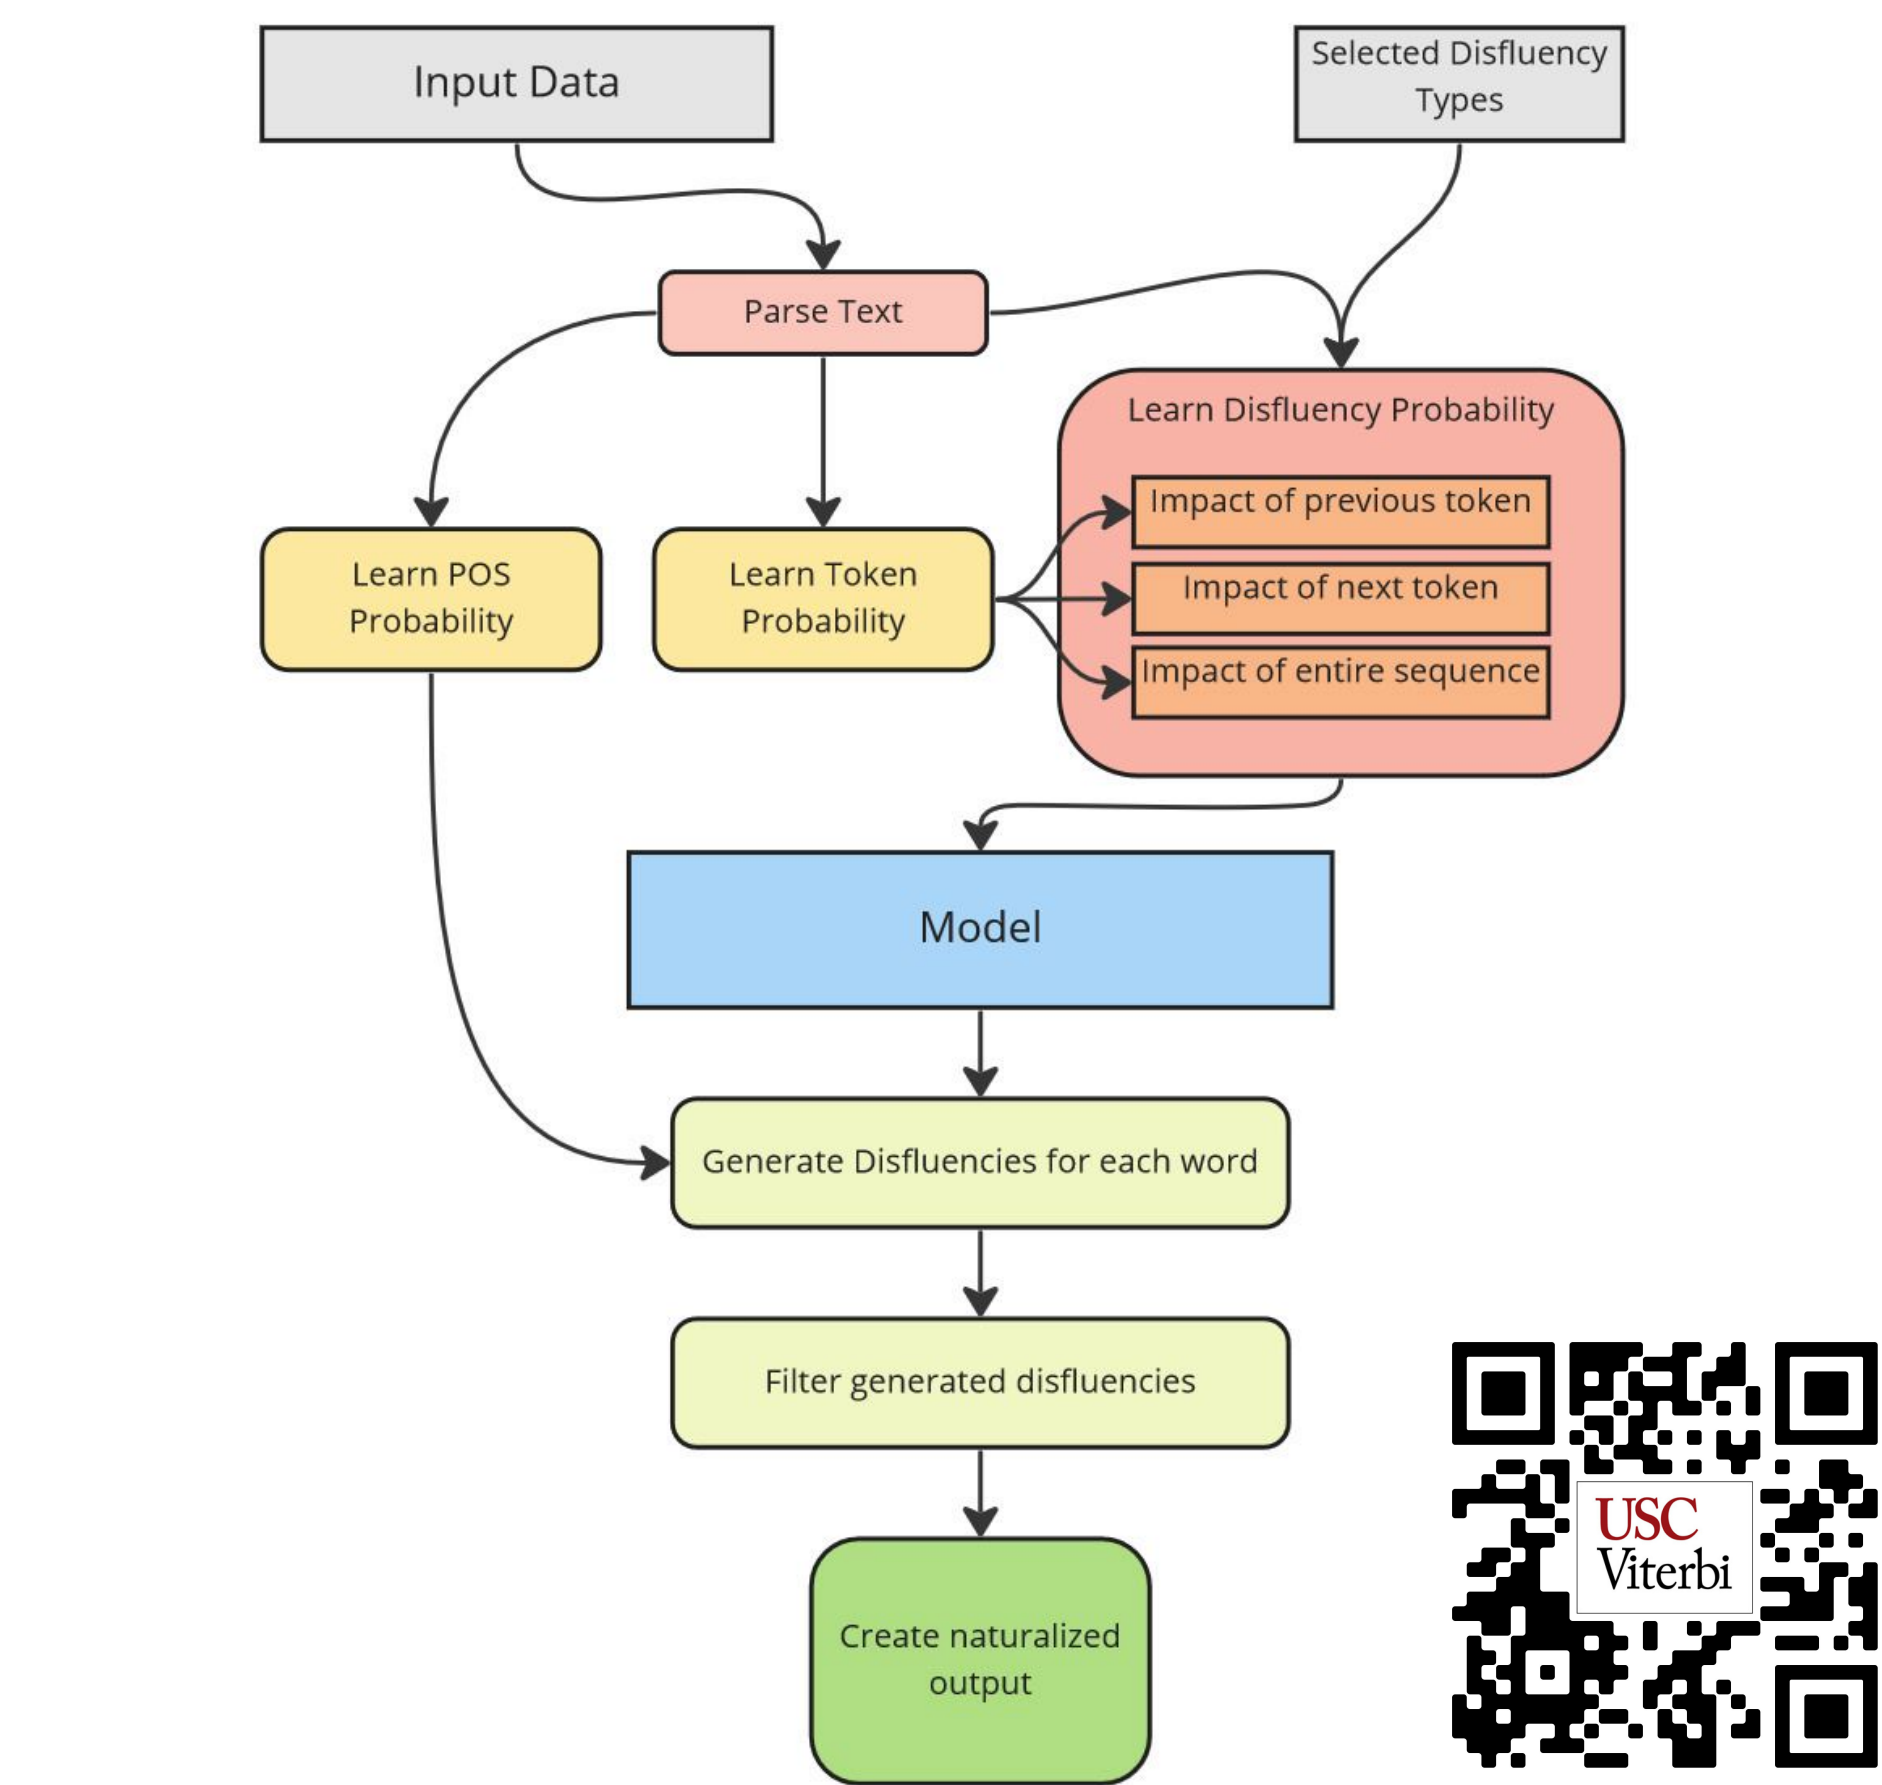 Input Data
Selected Disfluency
Types
Parse Text
Learn Disfluency Probability
Impact of previous token
Impact of next token
Impact of entire sequence
Learn POS
Probability
Learn Token
Probability
Model
Generate Disfluencies for each word
Filter generated disfluencies
Create naturalized
output
USC
Viterbi